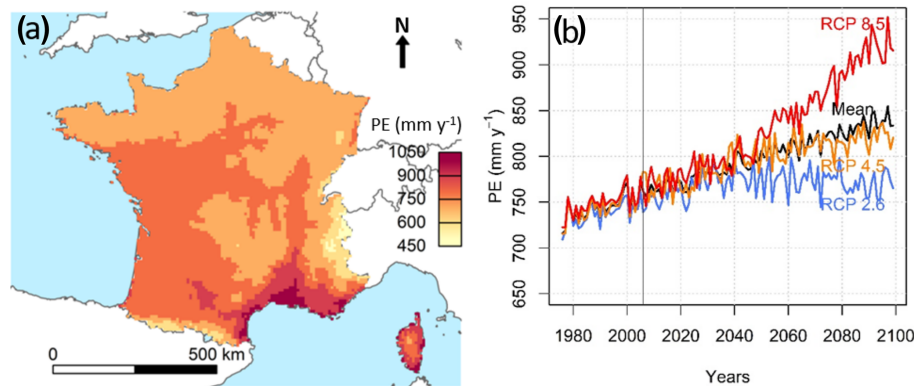 (a)
N
PE (mm y⁻¹)
1050
900
750
600
450
0 500 km
(b)
PE (mm y⁻¹)
950
900
850
800
750
700
650
RCP 8.5
Mean
RCP 4.5
RCP 2.6
1980 2000 2020 2040 2060 2080 2100
Years